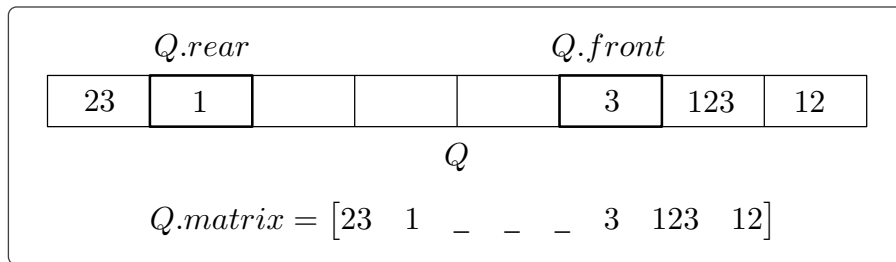 Q.rear Q.front
23 1 3 123 12
Q
Q.matrix = [23 1 _ _ _ 3 123 12]